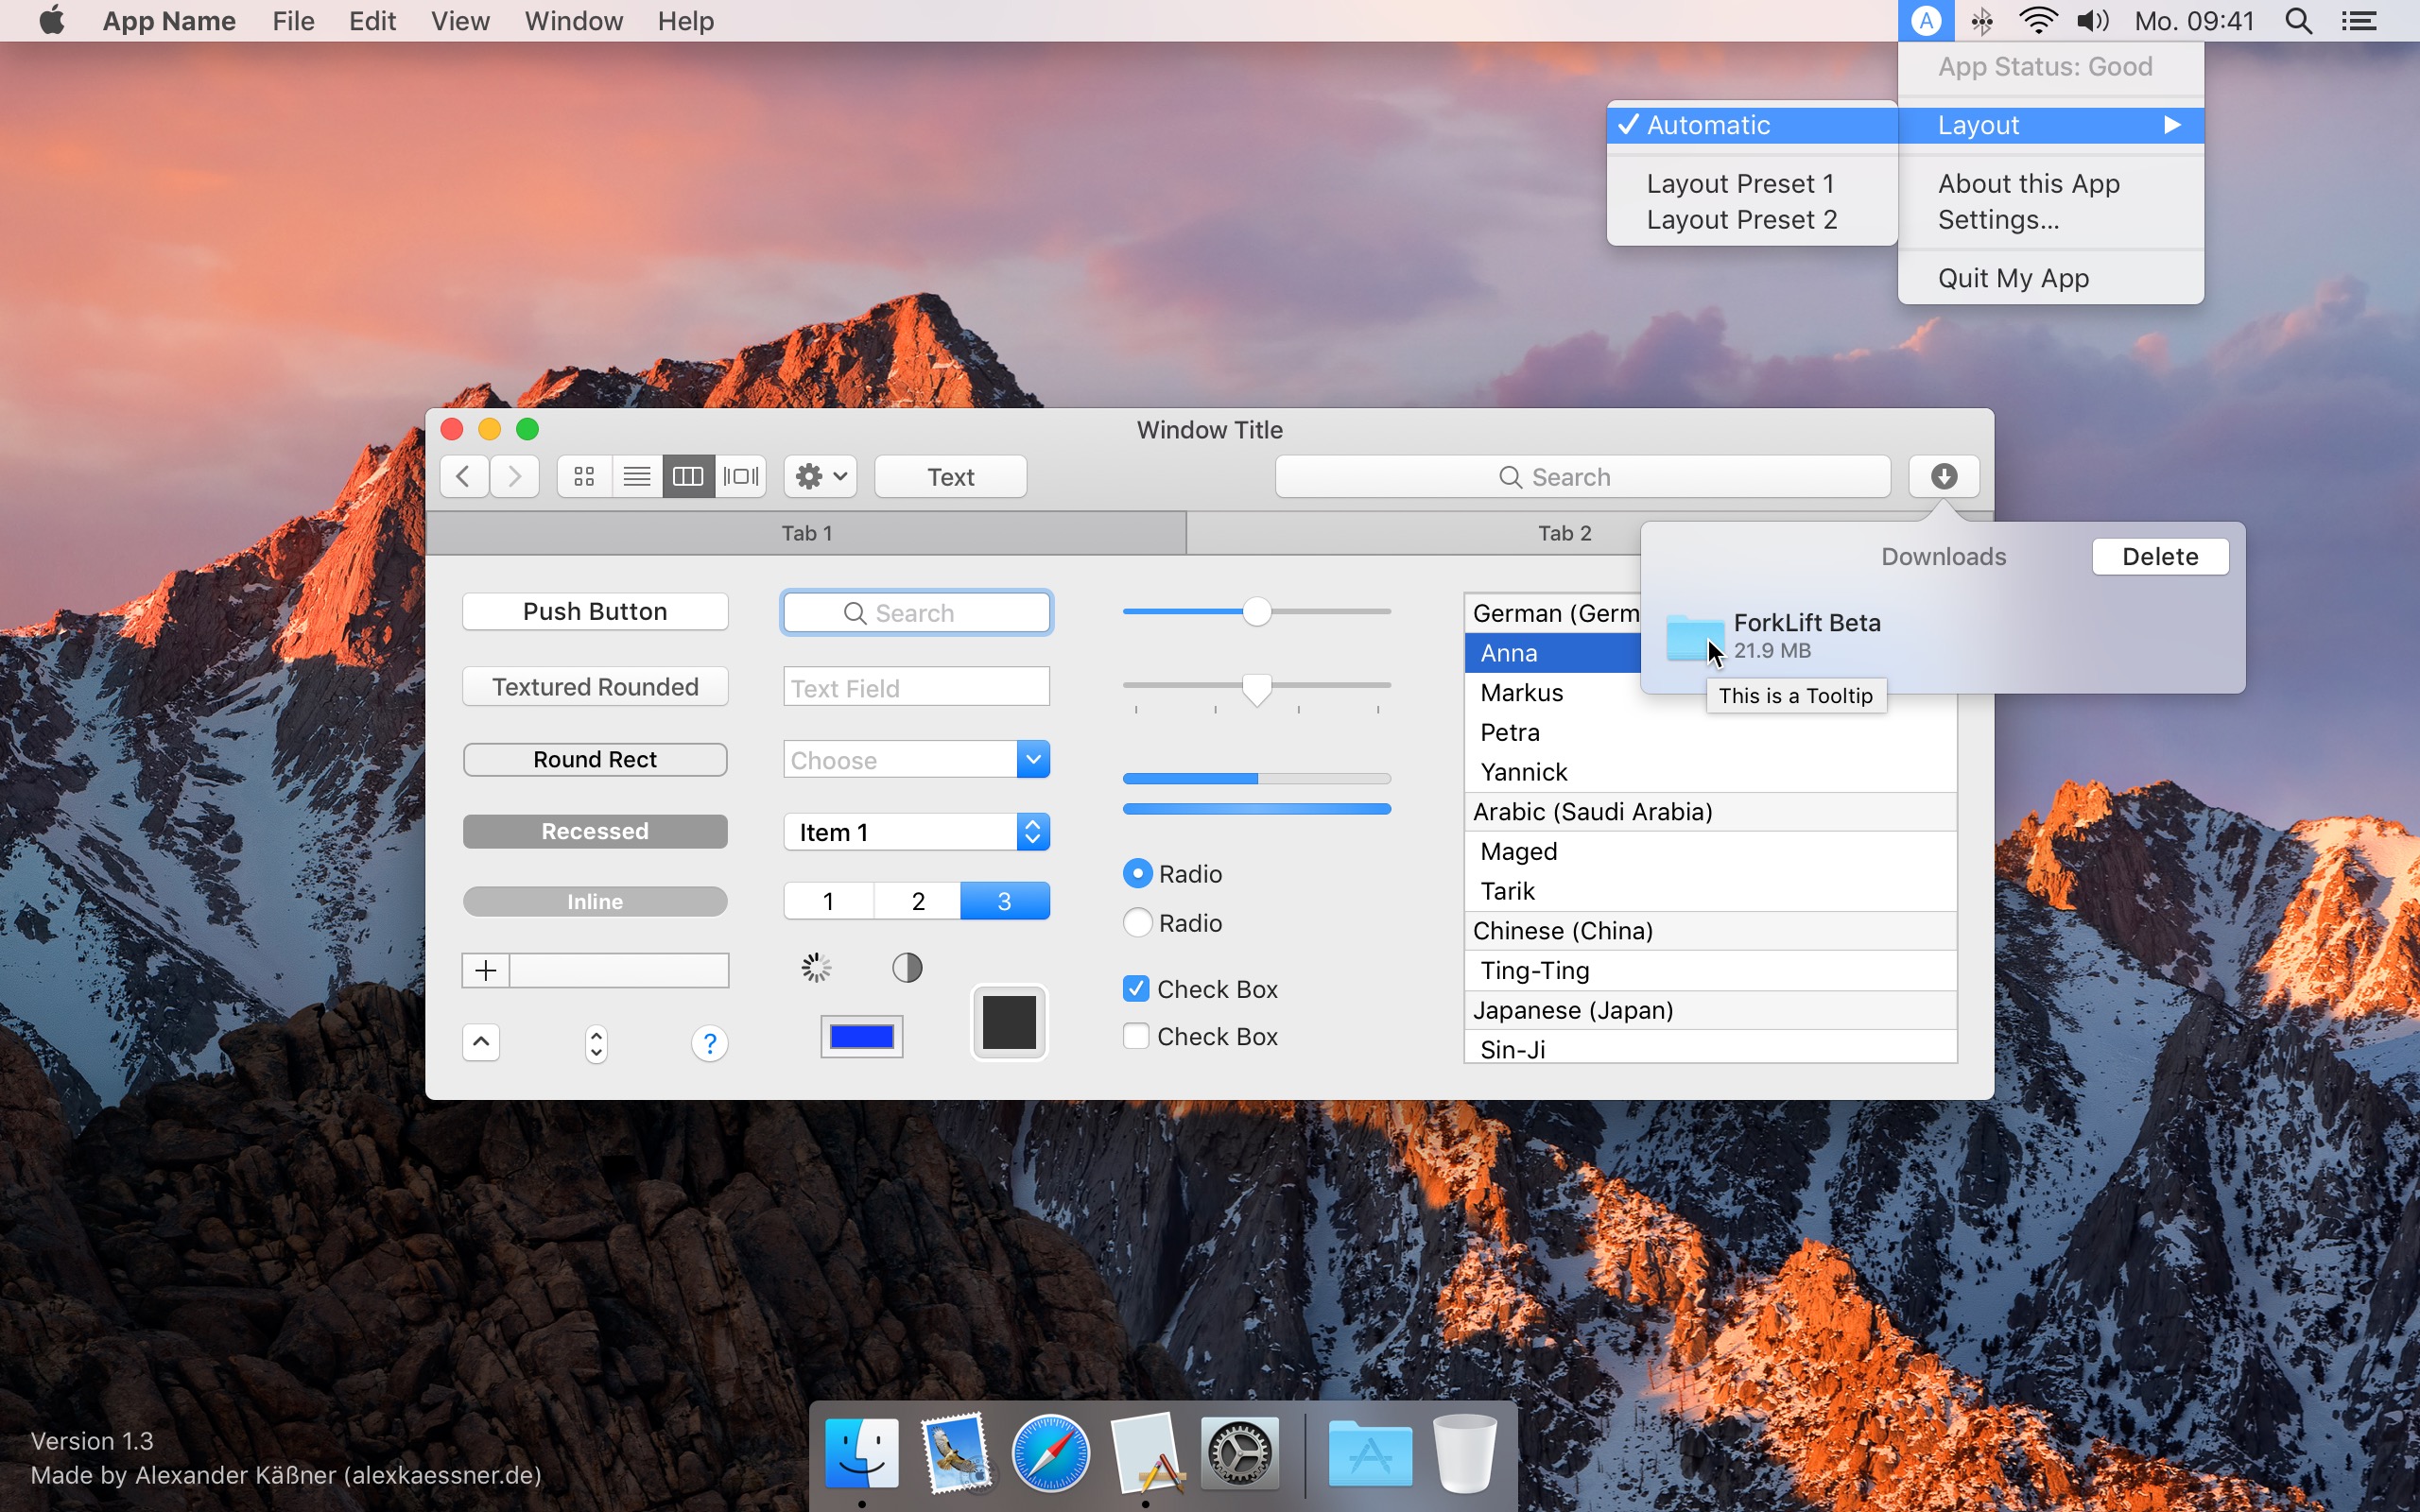 App Name File Edit View Window Help A Mo. 09:41
App Status: Good
Automatic
Layout
Layout Preset 1
Layout Preset 2
About this App
Settings...
Quit My App
Window Title
Text
Search
Tab 1
Tab 2
Downloads
Delete
ForkLift Beta
21.9 MB
This is a Tooltip
Push Button
Textured Rounded
Round Rect
Recessed
Inline
?
Search
Text Field
Choose
Item 1
1 2 3
Radio
Radio
Check Box
Check Box
German (Germ
Anna
Markus
Petra
Yannick
Arabic (Saudi Arabia)
Maged
Tarik
Chinese (China)
Ting-Ting
Japanese (Japan)
Sin-Ji
Version 1.3
Made by Alexander Käßner (alexkaessner.de)